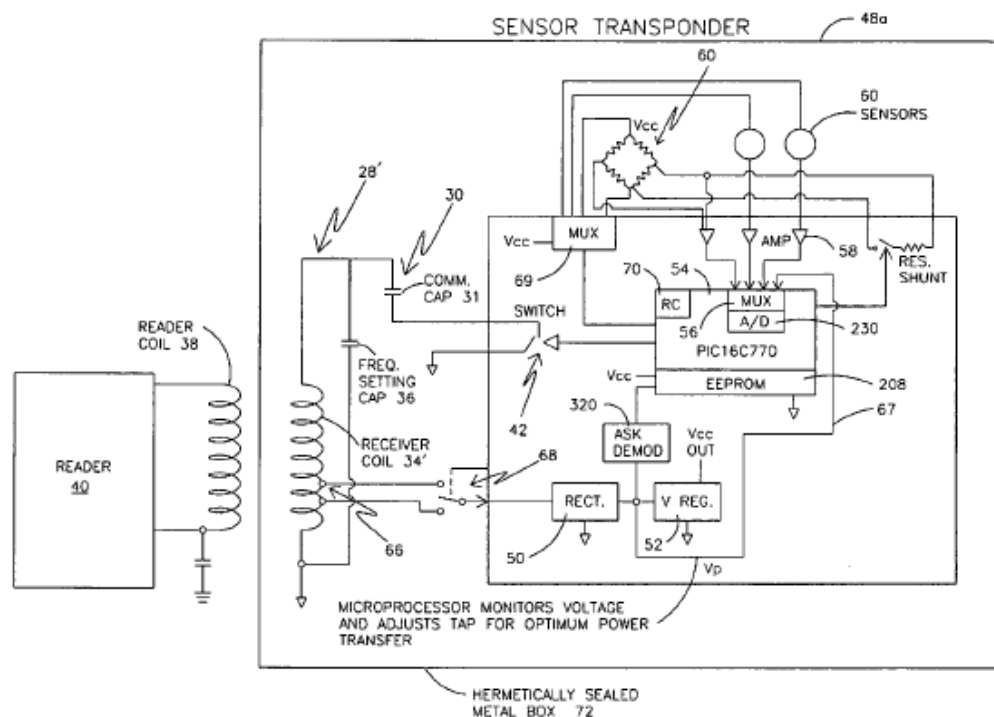 SENSOR TRANSPONDER
48a
60
60
SENSORS
Vcc
28'
30
MUX
Vcc
69
AMP
58
RES.
SHUNT
COMM.
CAP 31
SWITCH
70
54
RC
MUX
56
A/D
230
PIC16C770
READER
COIL 38
FREQ.
SETTING
CAP 36
42
Vcc
EEPROM
208
320
67
ASK
DEMOD
Vcc
OUT
RECEIVER
COIL 34'
68
READER
40
RECT.
V REG.
66
50
52
Vp
MICROPROCESSOR MONITORS VOLTAGE
AND ADJUSTS TAP FOR OPTIMUM POWER
TRANSFER
HERMETICALLY SEALED
METAL BOX 72